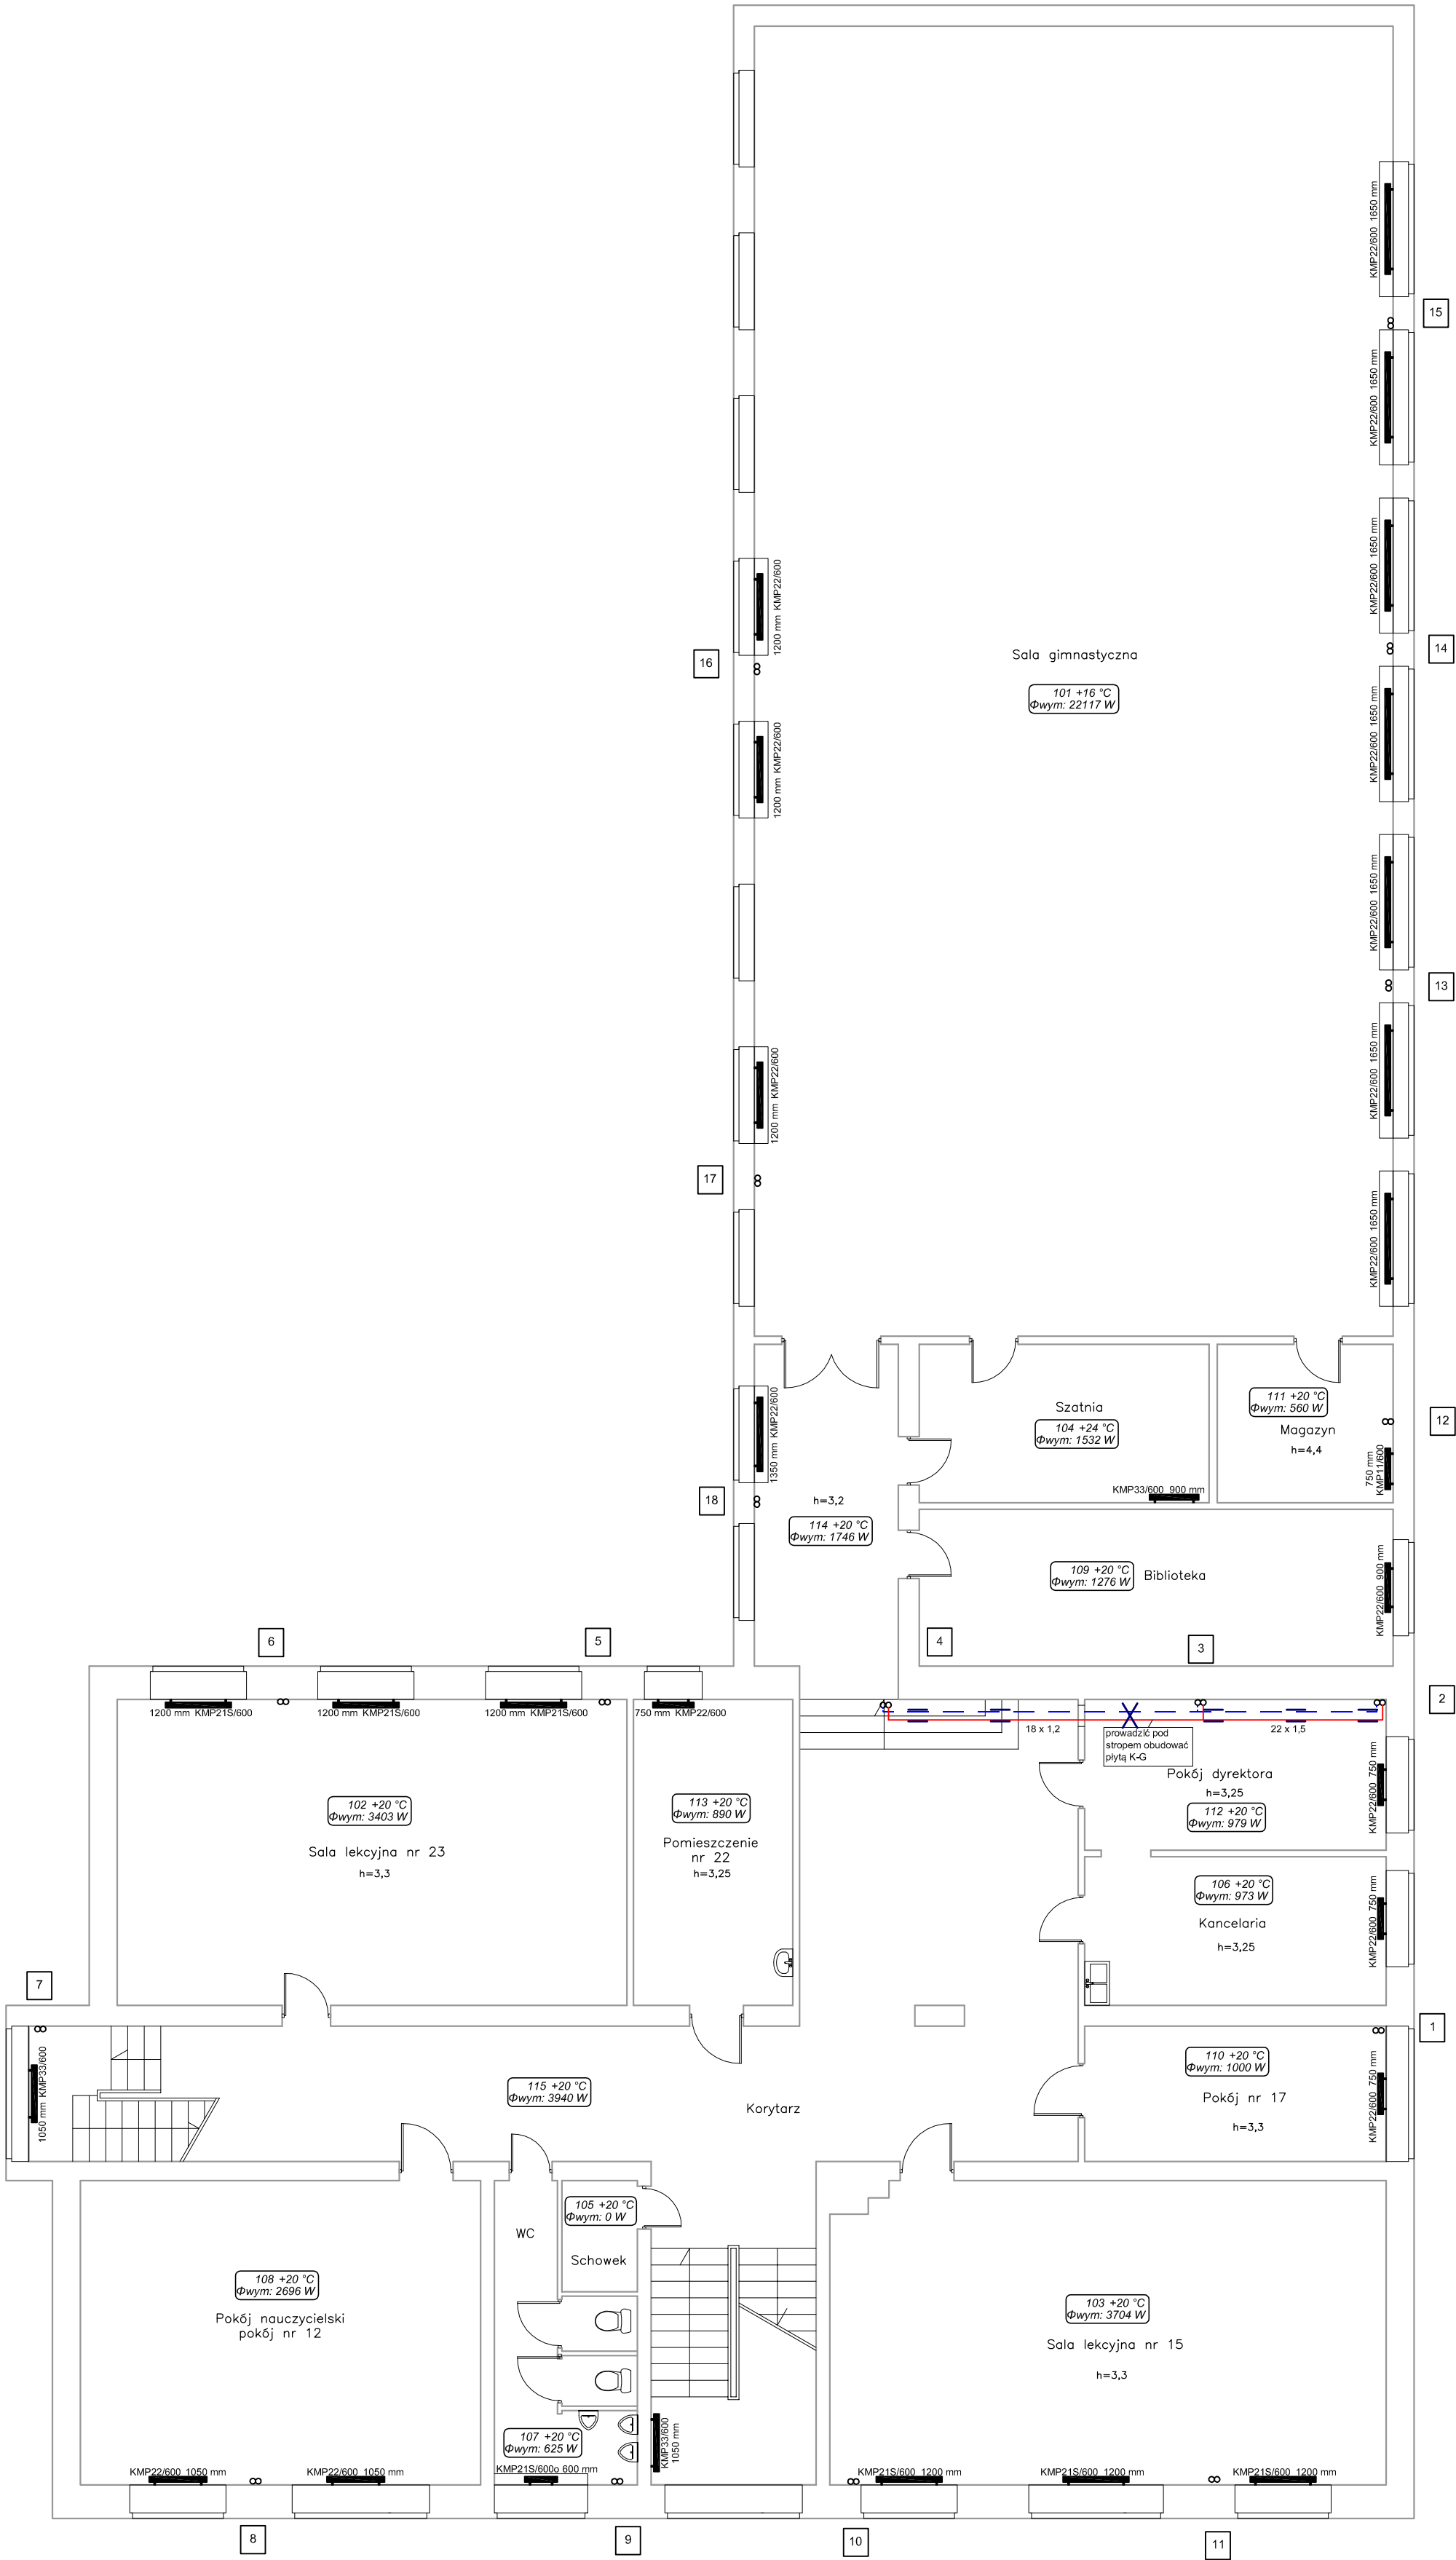 KMP22/600 1650 mm
15
KMP22/600 1650 mm
KMP22/600 1650 mm
1200 mm KMP22/600
14
Sala gimnastyczna
16
101 +16 °C
Φwym: 22117 W
KMP22/600 1650 mm
1200 mm KMP22/600
KMP22/600 1650 mm
13
KMP22/600 1650 mm
1200 mm KMP22/600
17
KMP22/600 1650 mm
111 +20 °C
Φwym: 560 W
Szatnia
104 +24 °C
Φwym: 1532 W
Magazyn
h=4,4
12
1350 mm KMP22/600
750 mm
KMP11/600
KMP33/600 900 mm
18
h=3,2
114 +20 °C
Φwym: 1746 W
109 +20 °C
Φwym: 1276 W
Biblioteka
KMP22/600 900 mm
6
5
4
3
2
1200 mm KMP21S/600
1200 mm KMP21S/600
1200 mm KMP21S/600
750 mm KMP22/600
18 x 1,2
22 x 1,5
prowadzić pod
stropem obudować
płytą K-G
Pokój dyrektora
h=3,25
112 +20 °C
Φwym: 979 W
KMP22/600 750 mm
102 +20 °C
Φwym: 3403 W
Sala lekcyjna nr 23
h=3,3
113 +20 °C
Φwym: 890 W
Pomieszczenie
nr 22
h=3,25
106 +20 °C
Φwym: 973 W
Kancelaria
h=3,25
KMP22/600 750 mm
7
1
1050 mm KMP33/600
115 +20 °C
Φwym: 3940 W
Korytarz
110 +20 °C
Φwym: 1000 W
Pokój nr 17
h=3,3
KMP22/600 750 mm
105 +20 °C
Φwym: 0 W
WC
Schowek
108 +20 °C
Φwym: 2696 W
Pokój nauczycielski
pokój nr 12
103 +20 °C
Φwym: 3704 W
Sala lekcyjna nr 15
h=3,3
107 +20 °C
Φwym: 625 W
KMP33/600
1050 mm
KMP22/600 1050 mm
KMP22/600 1050 mm
KMP21S/600o 600 mm
KMP21S/600 1200 mm
KMP21S/600 1200 mm
KMP21S/600 1200 mm
8
9
10
11